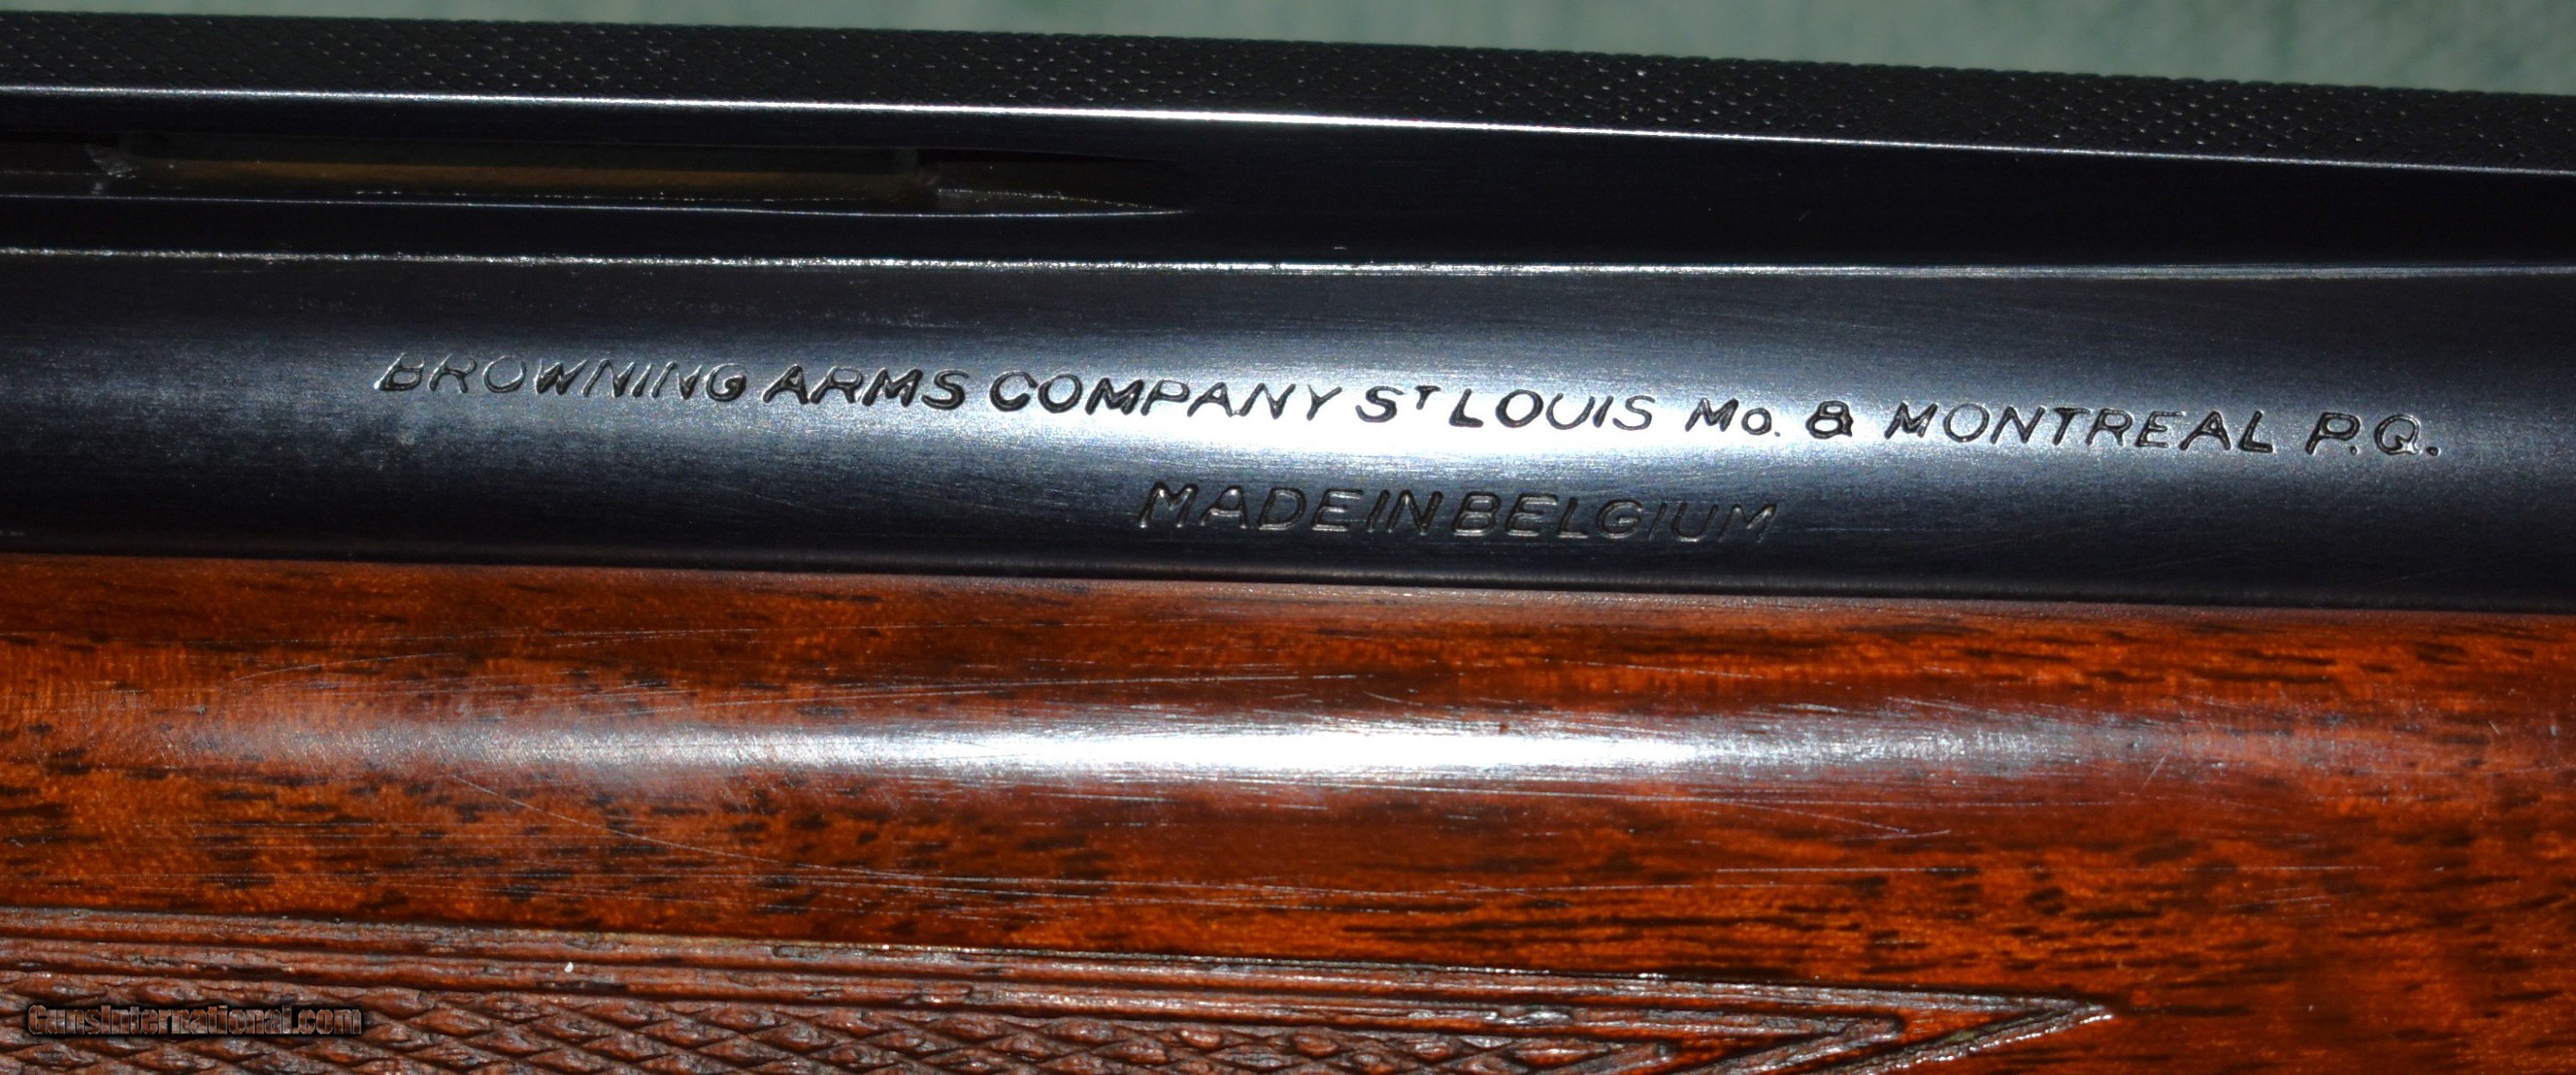 BROWNING ARMS COMPANY ST LOUIS Mo. & MONTREAL P.Q.
MADE IN BELGIUM
GunsInternational.com